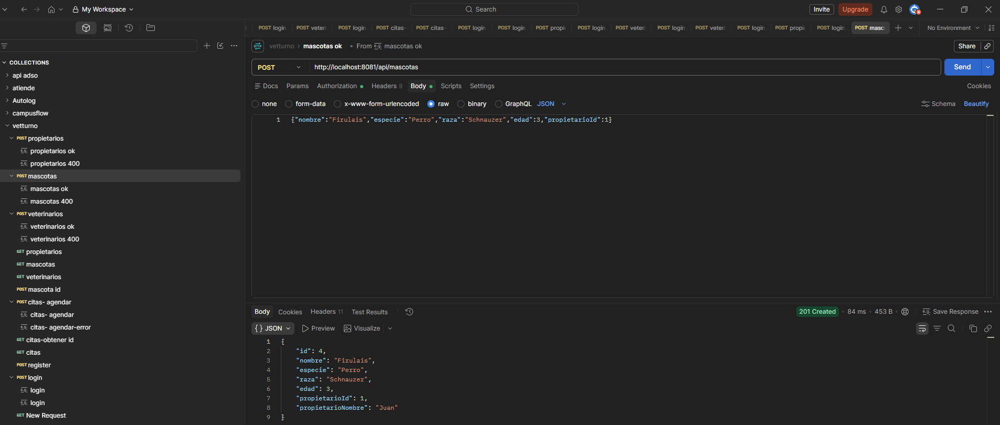 My Workspace
Search
Invite
Upgrade
POST login
POST veteri
POST login
POST citas-
POST citas-
POST login
POST login
POST propi
POST login
POST veteri
POST login
POST veteri
POST login
POST propi
POST login
POST masc
No Environment
COLLECTIONS
api adso
atiende
Autolog
campusflow
vetturno
POST propietarios
e.g. propietarios ok
e.g. propietarios 400
POST mascotas
e.g. mascotas ok
e.g. mascotas 400
POST veterinarios
e.g. veterinarios ok
e.g. veterinarios 400
GET propietarios
GET mascotas
GET veterinarios
POST mascota id
POST citas- agendar
e.g. citas- agendar
e.g. citas- agendar-error
GET citas-obtener id
GET citas
POST register
POST login
e.g. login
e.g. login
GET New Request
HTTP vetturno > mascotas ok • From e.g. mascotas ok
Share
POST http://localhost:8081/api/mascotas
Send
Docs Params Authorization Headers 9 Body Scripts Settings
Cookies
none form-data x-www-form-urlencoded raw binary GraphQL JSON
Schema Beautify
1 {"nombre":"Firulais","especie":"Perro","raza":"Schnauzer","edad":3,"propietarioId":1}
Body Cookies Headers 11 Test Results
201 Created • 84 ms • 453 B • e.g. Save Response
{} JSON Preview Visualize
1 {
2 "id": 4,
3 "nombre": "Firulais",
4 "especie": "Perro",
5 "raza": "Schnauzer",
6 "edad": 3,
7 "propietarioId": 1,
8 "propietarioNombre": "Juan"
9 }